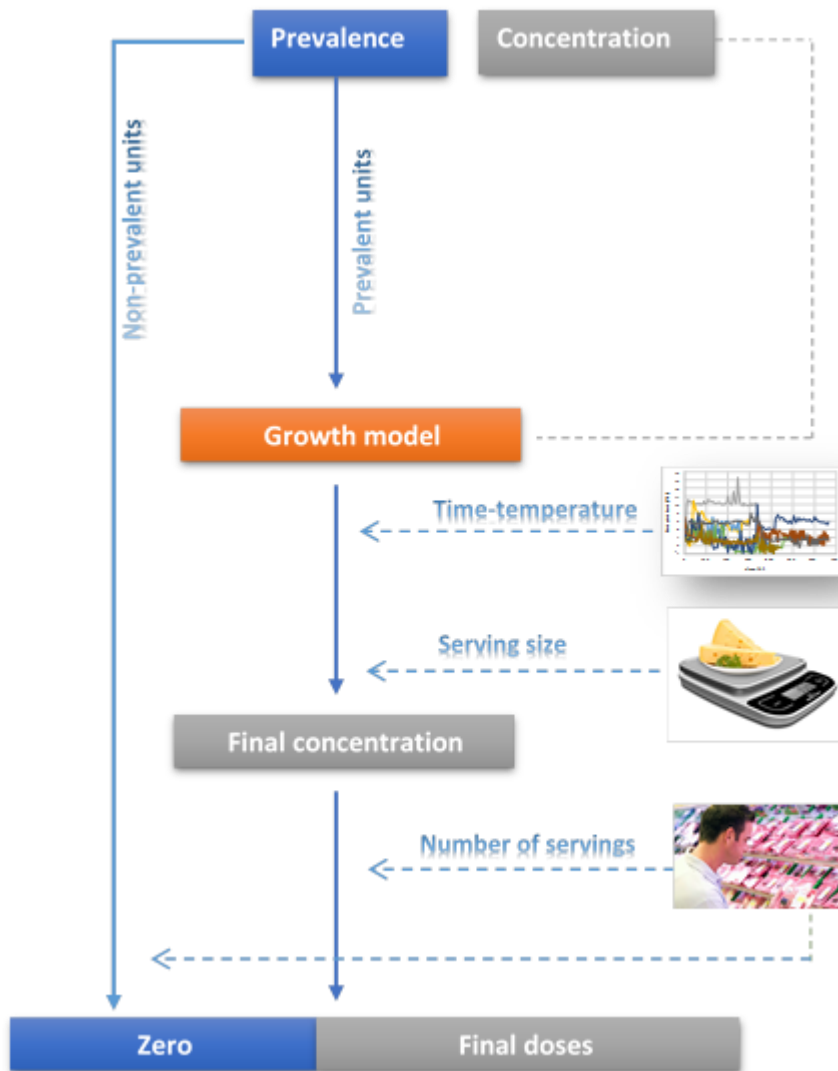 Prevalence
Concentration
Non-prevalent units
Prevalent units
Growth model
Time-temperature
Serving size
Final concentration
Number of servings
Zero
Final doses